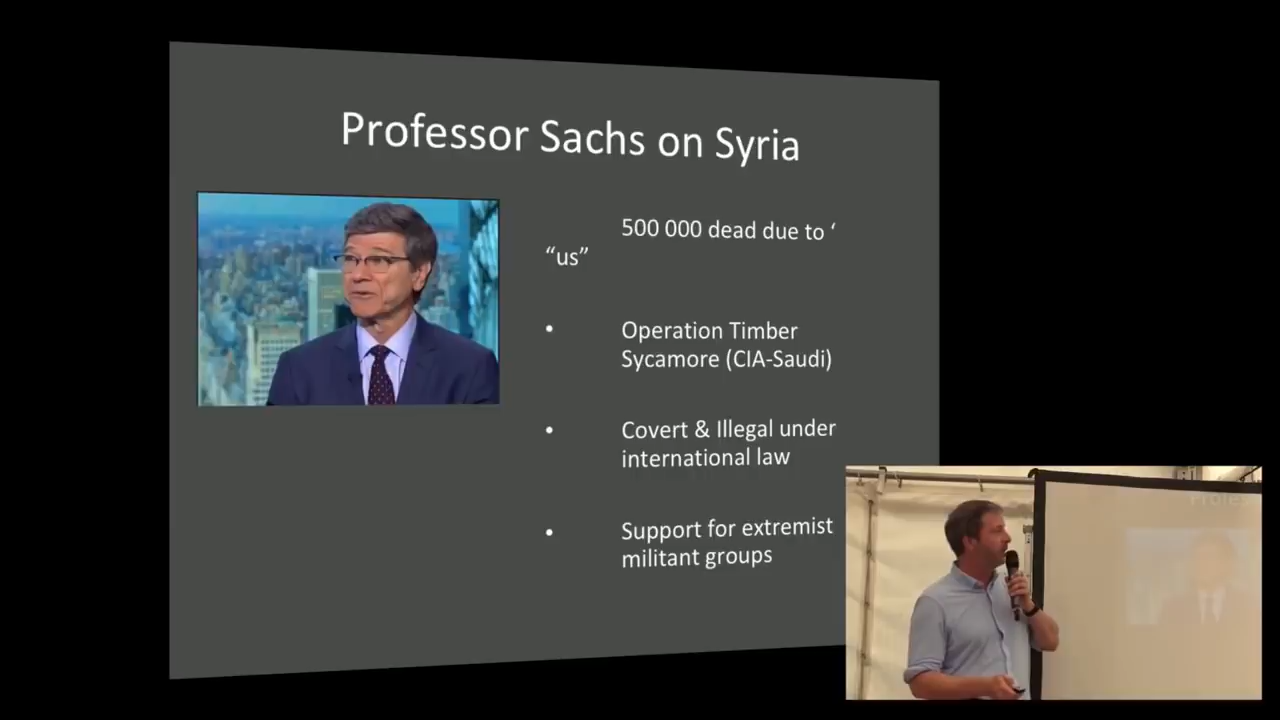 Professor Sachs on Syria
500 000 dead due to ‘
“us”
• Operation Timber
Sycamore (CIA-Saudi)
• Covert & Illegal under
international law
• Support for extremist
militant groups